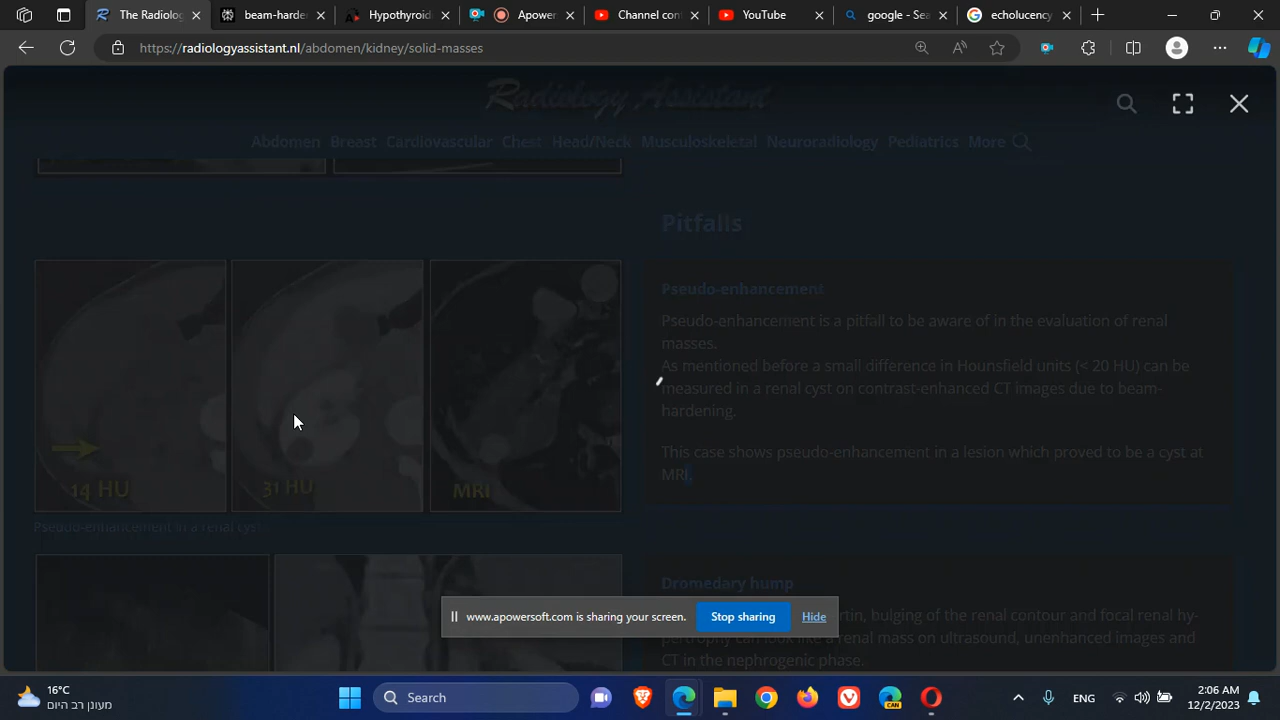 The Radiolog
beam-harde
Hypothyroid
Apower
Channel con
YouTube
google - Sea
echolucency
https://radiologyassistant.nl/abdomen/kidney/solid-masses
Radiology Assistant
Abdomen Breast Cardiovascular Chest Head/Neck Musculoskeletal Neuroradiology Pediatrics More
Pitfalls
14 HU
31 HU
MRI
Pseudo-enhancement in a renal cyst
Pseudo-enhancement
Pseudo-enhancement is a pitfall to be aware of in the evaluation of renal
masses.
As mentioned before a small difference in Hounsfield units (< 20 HU) can be
measured in a renal cyst on contrast-enhanced CT images due to beam-
hardening.
This case shows pseudo-enhancement in a lesion which proved to be a cyst at
MRI.
Dromedary hump
rtin, bulging of the renal contour and focal renal hy-
pertrophy can look like a renal mass on ultrasound, unenhanced images and
CT in the nephrogenic phase.
www.apowersoft.com is sharing your screen.
Stop sharing
Hide
16°C
עונן רב רים
Search
CAN
ENG
2:06 AM
12/2/2023